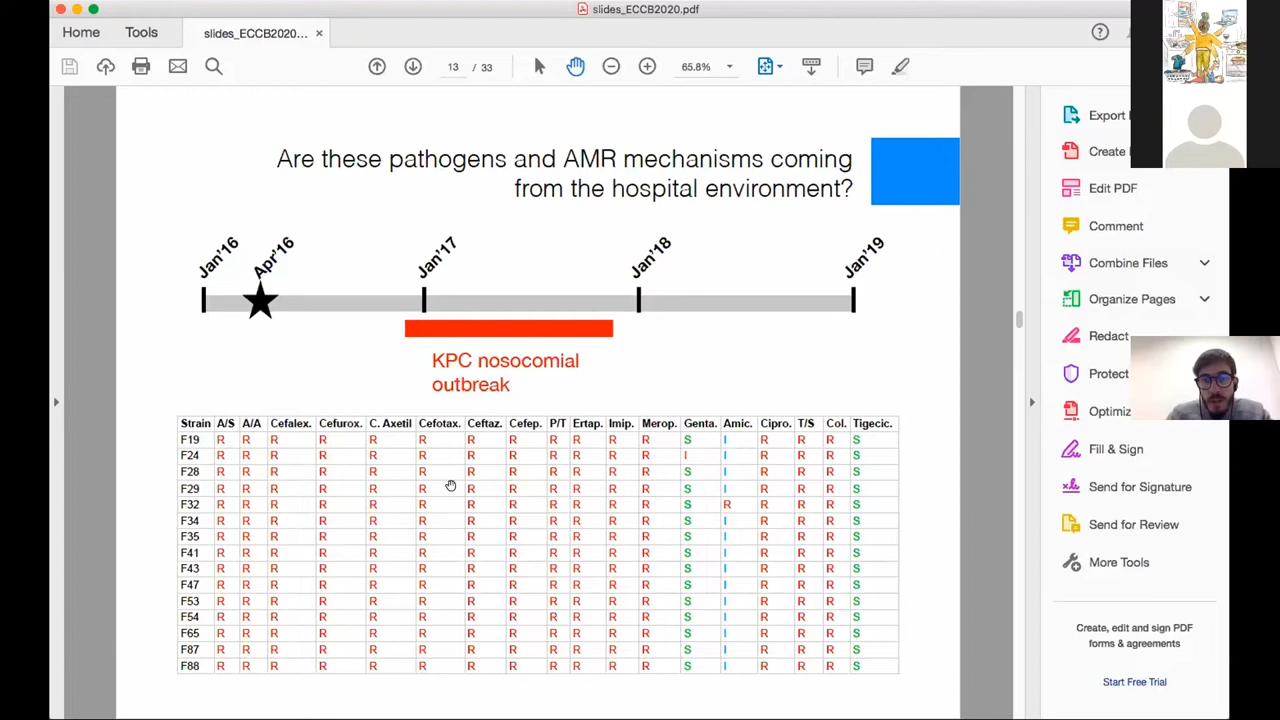 slides_ECCB2020.pdf
Home Tools slides_ECCB2020... ×
13 / 33 65.8%
Are these pathogens and AMR mechanisms coming
from the hospital environment?
Jan'16 Apr'16 Jan'17 Jan'18 Jan'19
KPC nosocomial
outbreak
Strain A/S A/A Cefalex. Cefurox. C. Axetil Cefotax. Ceftaz. Cefep. P/T Ertap. Imip. Merop. Genta. Amic. Cipro. T/S Col. Tigecic.
F19 R R R R R R R R R R R R S I R R R S
F24 R R R R R R R R R R R R I I R R R S
F28 R R R R R R R R R R R R S I R R R S
F29 R R R R R R R R R R R R S I R R R S
F32 R R R R R R R R R R R R S R R R R S
F34 R R R R R R R R R R R R S I R R R S
F35 R R R R R R R R R R R R S I R R R S
F41 R R R R R R R R R R R R S I R R R S
F43 R R R R R R R R R R R R S I R R R S
F47 R R R R R R R R R R R R S I R R R S
F53 R R R R R R R R R R R R S I R R R S
F54 R R R R R R R R R R R R S I R R R S
F65 R R R R R R R R R R R R S I R R R S
F87 R R R R R R R R R R R R S I R R R S
F88 R R R R R R R R R R R R S I R R R S
Export
Create
Edit PDF
Comment
Combine Files
Organize Pages
Redact
Protect
Optimiz
Fill & Sign
Send for Signature
Send for Review
More Tools
Create, edit and sign PDF
forms & agreements
Start Free Trial